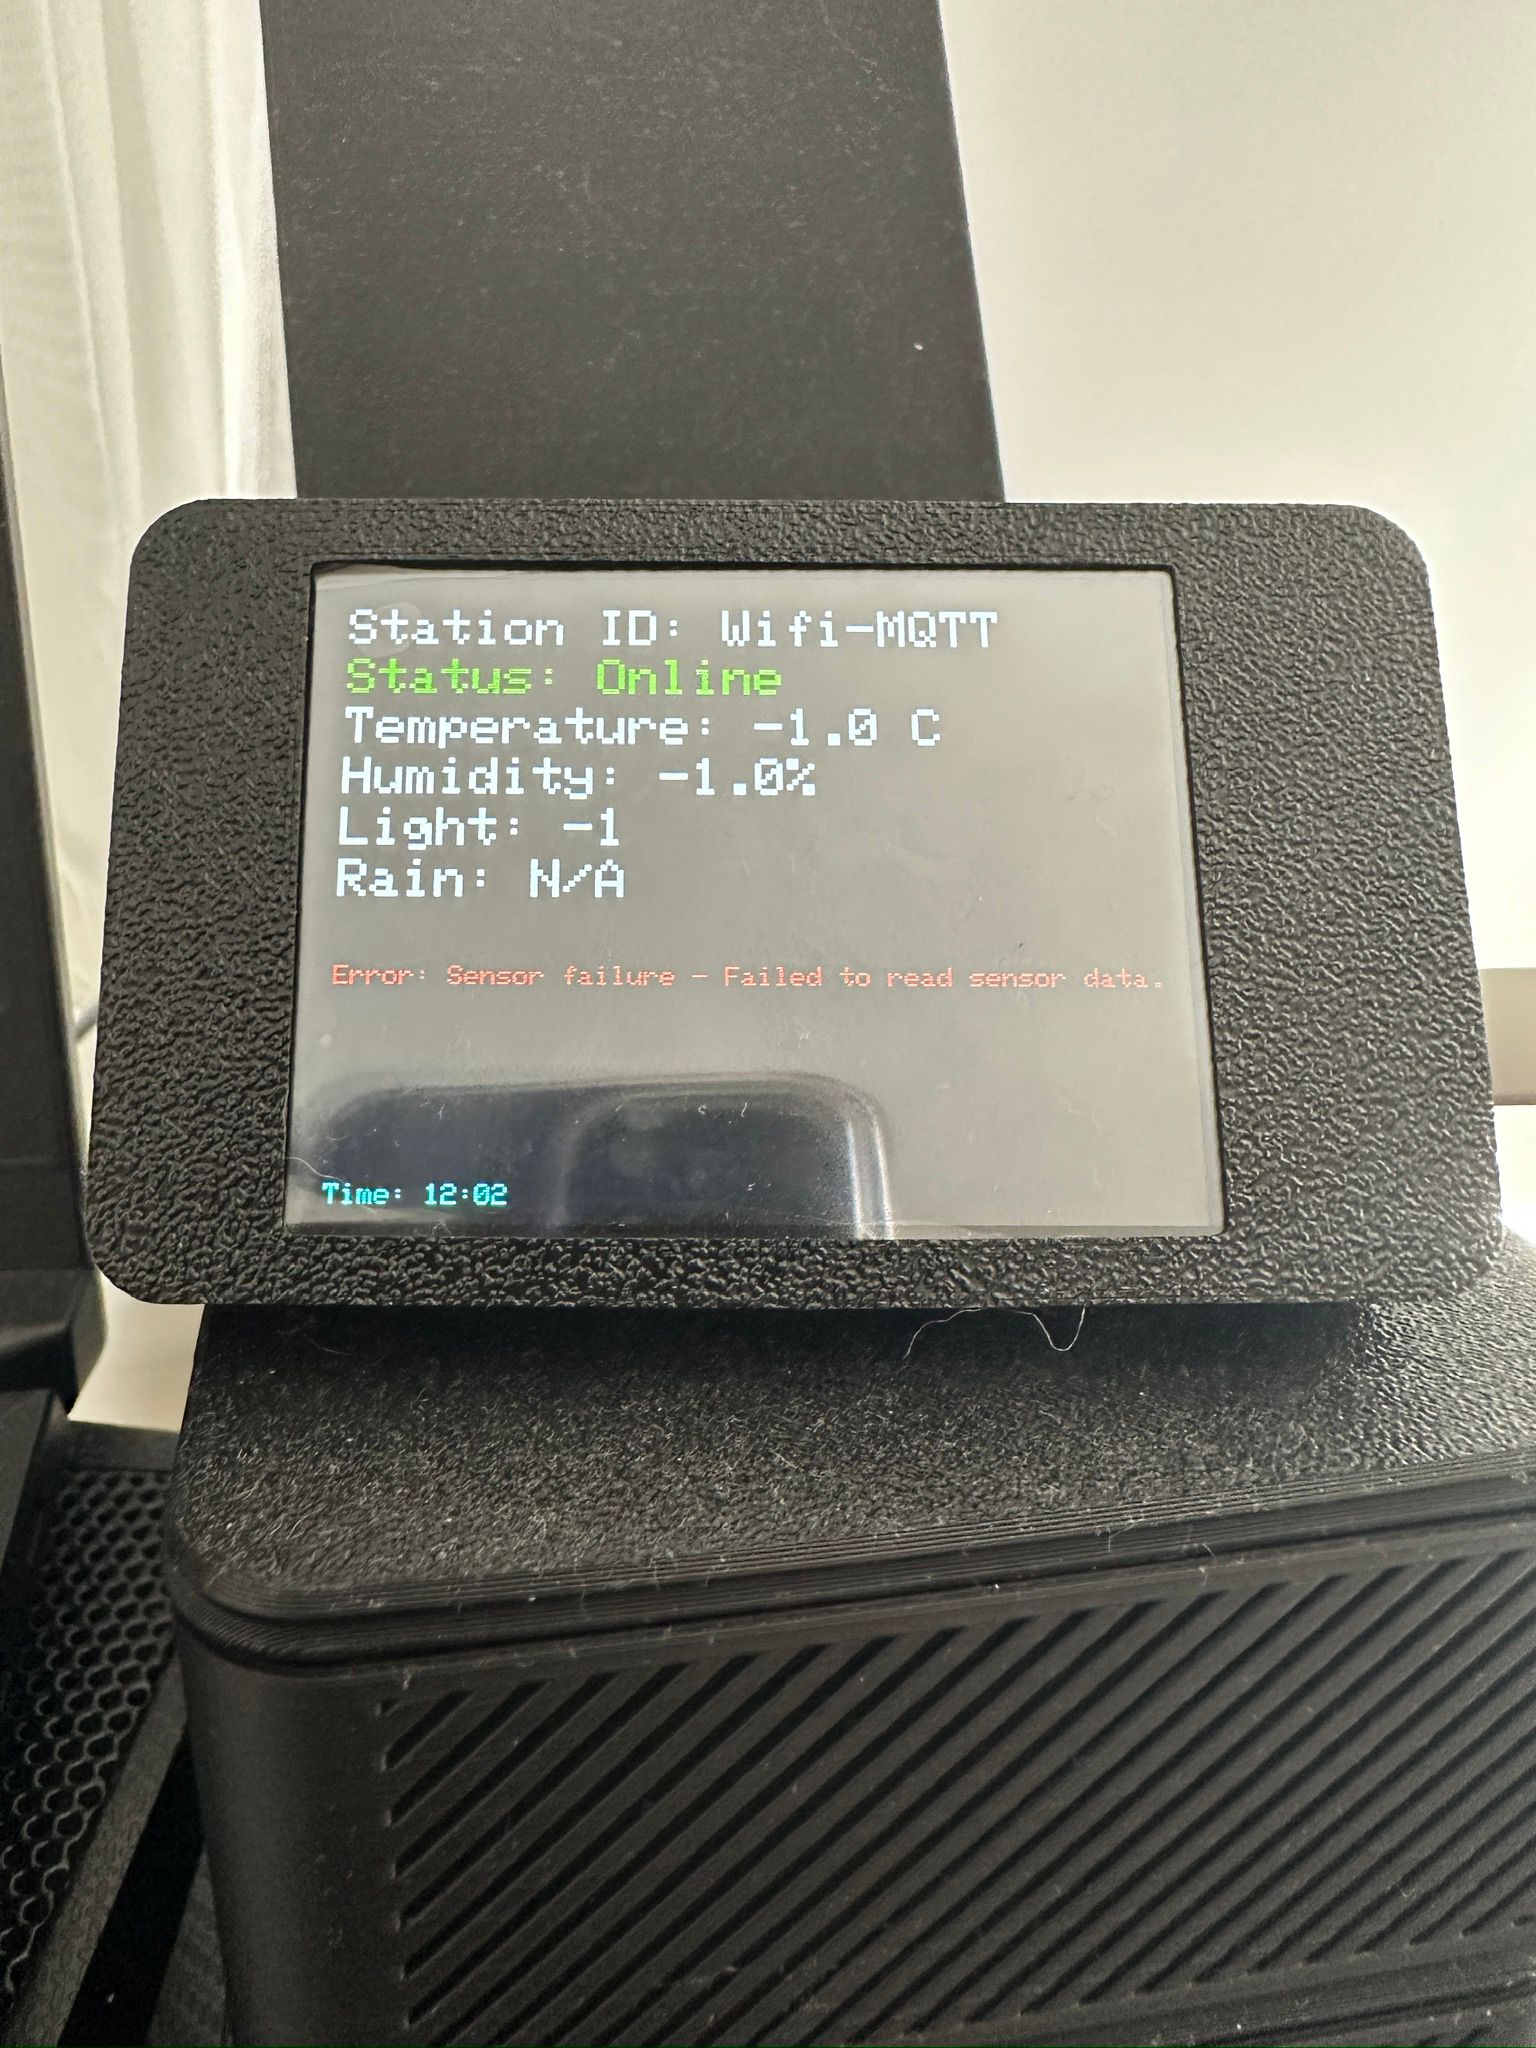 Station ID: Wifi-MQTT
Status: Online
Temperature: -1.0 C
Humidity: -1.0%
Light: -1
Rain: N/A
Error: Sensor failure - Failed to read sensor data.
Time: 12:02